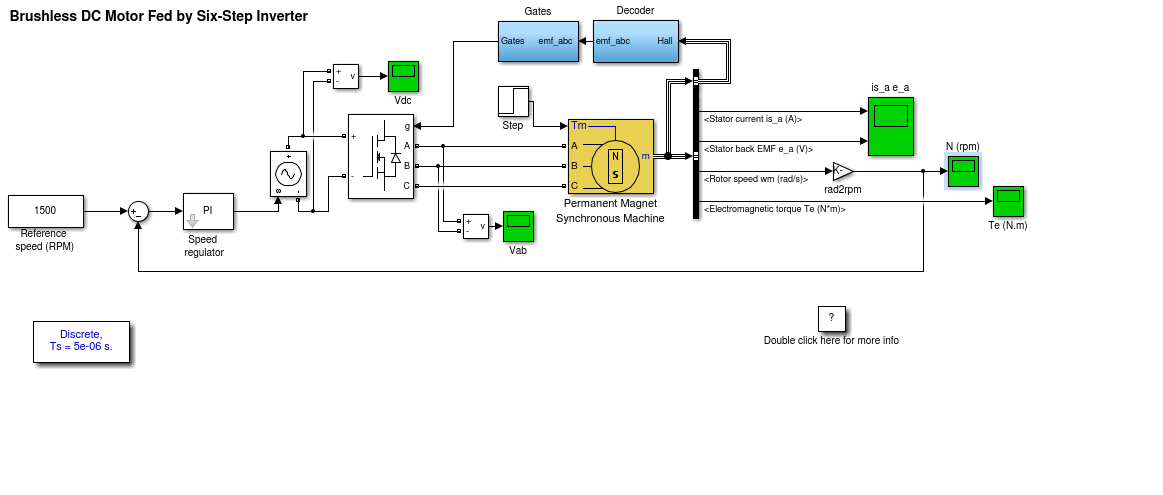 Brushless DC Motor Fed by Six-Step Inverter
Gates
Decoder
Gates emf_abc
emf_abc Hall
+
-
v
Vdc
Step
is_a e_a
g
+
A
B
-
C
Tm
A
B
C
m
N
S
<Stator current is_a (A)>
<Stator back EMF e_a (V)>
<Rotor speed wm (rad/s)>
<Electromagnetic torque Te (N*m)>
K-
rad2rpm
N (rpm)
Te (N.m)
Permanent Magnet
Synchronous Machine
1500
Reference
speed (RPM)
+
-
PI
Speed
regulator
+
-
+
-
v
Vab
Discrete,
Ts = 5e-06 s.
?
Double click here for more info